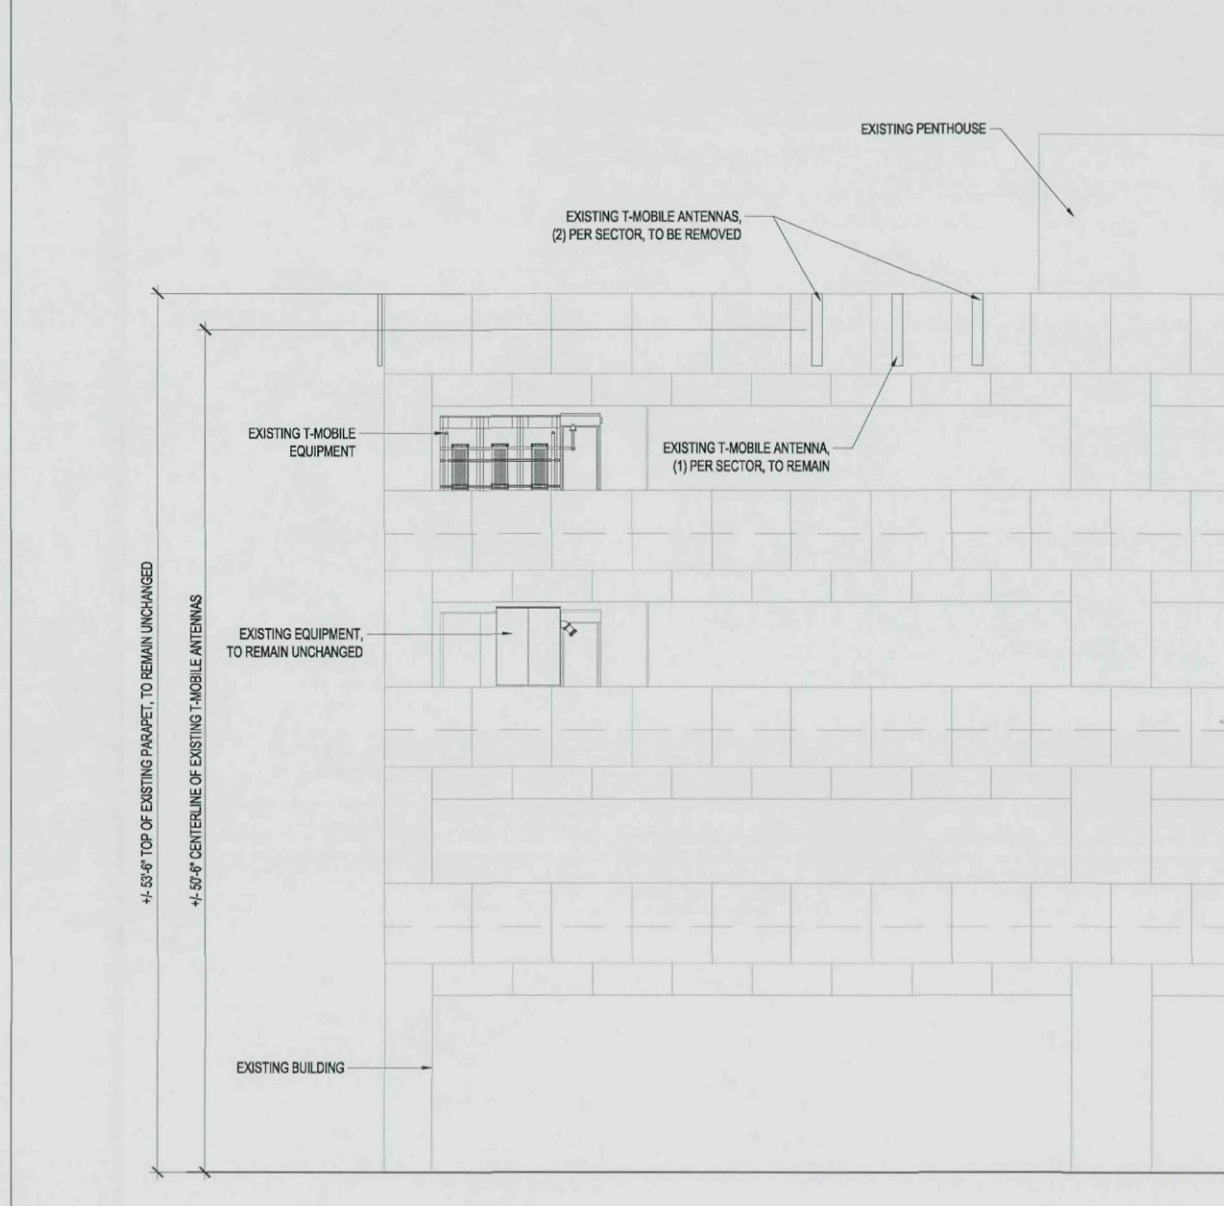 EXISTING PENTHOUSE
EXISTING T-MOBILE ANTENNAS,
(2) PER SECTOR, TO BE REMOVED
EXISTING T-MOBILE
EQUIPMENT
EXISTING T-MOBILE ANTENNA,
(1) PER SECTOR, TO REMAIN
EXISTING EQUIPMENT,
TO REMAIN UNCHANGED
+/- 53'-6" TOP OF EXISTING PARAPET, TO REMAIN UNCHANGED
+/- 50'-6" CENTERLINE OF EXISTING T-MOBILE ANTENNAS
EXISTING BUILDING